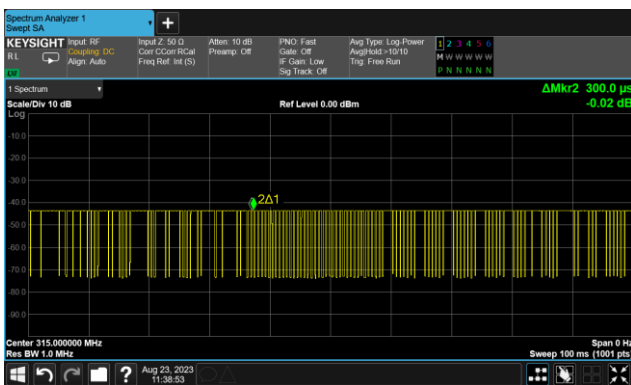 Spectrum Analyzer 1
Swept SA
+
KEYSIGHT Input: RF Input Z: 50 Ω Atten: 10 dB PNO: Fast Avg Type: Log-Power 1 2 3 4 5 6
RL Coupling: DC Corr CCorr RCal Preamp: Off Gate: Off Avg|Hold:>10/10 M W W W W W
Align: Auto Freq Ref: Int (S) IF Gain: Low Trig: Free Run P N N N N N
Sig Track: Off
1 Spectrum ΔMkr2 300.0 µs
Scale/Div 10 dB Ref Level 0.00 dBm -0.02 dB
Log
-10.0
-20.0
-30.0
-40.0
2Δ1
-50.0
-60.0
-70.0
-80.0
-90.0
Center 315.000000 MHz Span 0 Hz
Res BW 1.0 MHz Sweep 100 ms (1001 pts)
? Aug 23, 2023
11:38:53